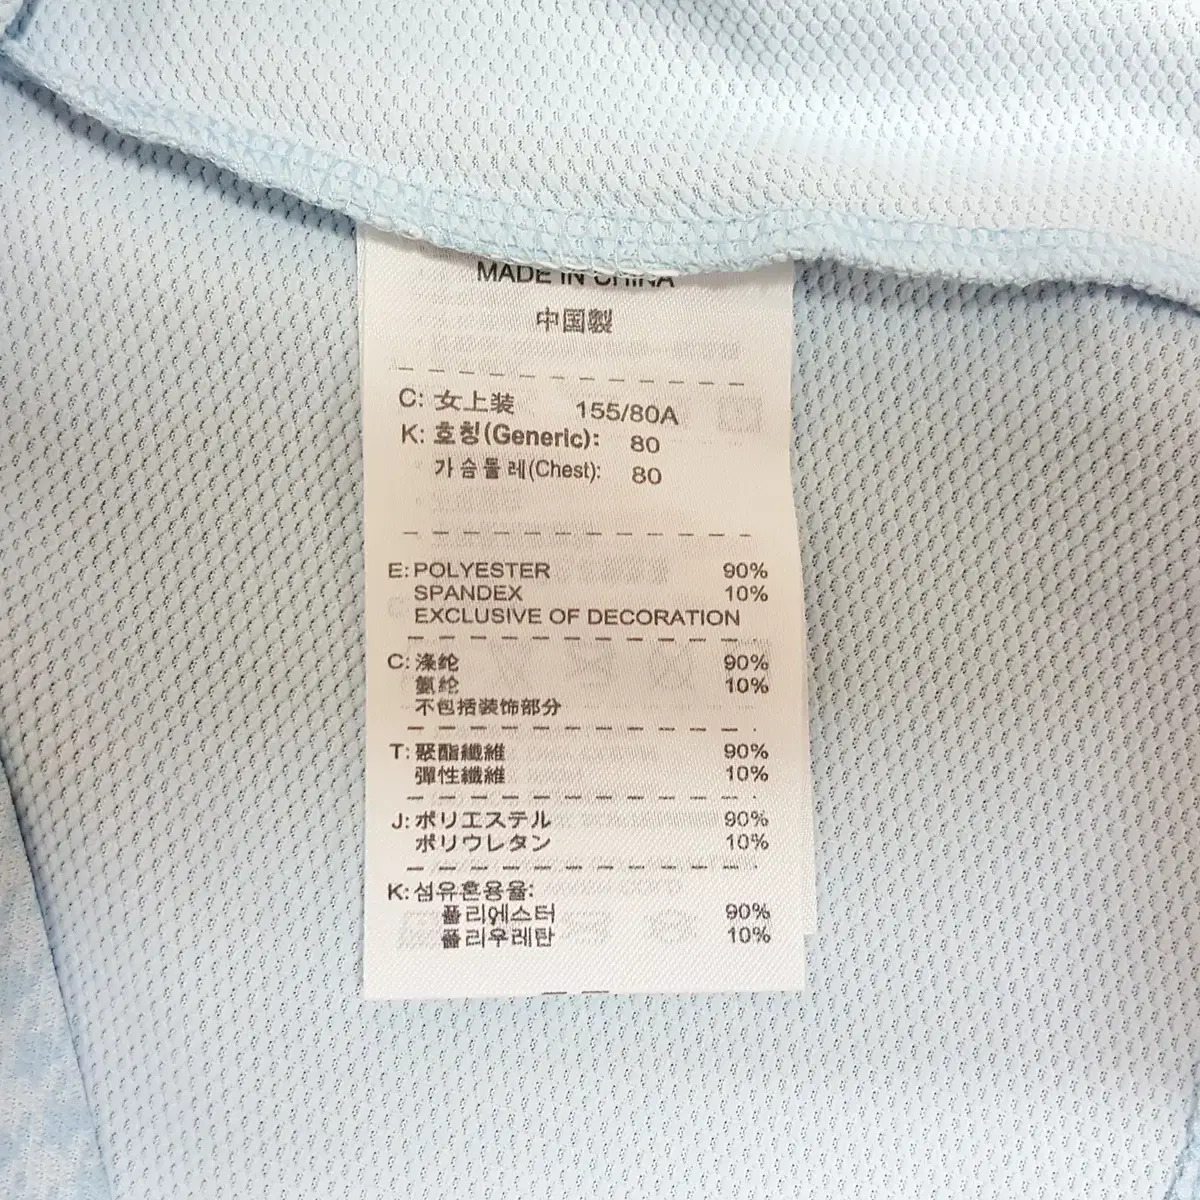 MADE IN CHINA
中国製
C: 女上装 155/80A
K: 호칭(Generic): 80
가슴둘레(Chest): 80
E: POLYESTER 90%
SPANDEX 10%
EXCLUSIVE OF DECORATION
C: 涤纶 90%
氨纶 10%
不包括装饰部分
T: 聚酯纖維 90%
彈性纖維 10%
J: ポリエステル 90%
ポリウレタン 10%
K: 섬유혼용율:
폴리에스터 90%
폴리우레탄 10%